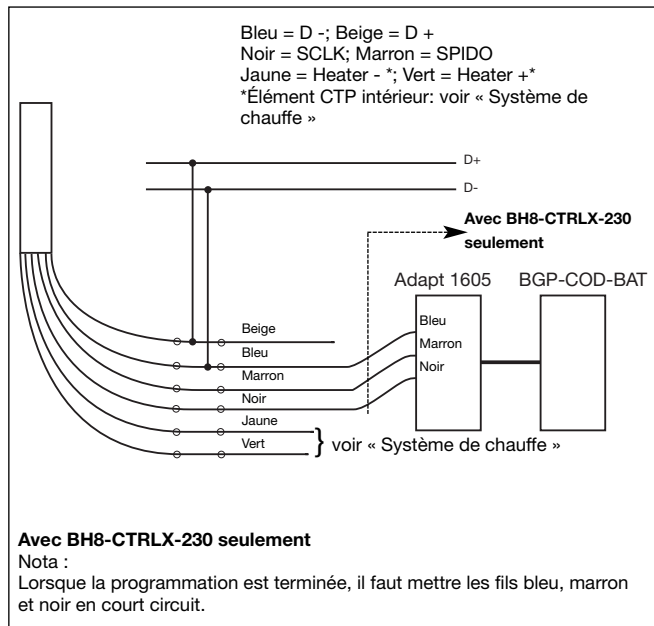 Bleu = D -; Beige = D +
Noir = SCLK; Marron = SPIDO
Jaune = Heater - *; Vert = Heater +*
*Élément CTP intérieur: voir « Système de
chauffe »
D+
D-
Avec BH8-CTRLX-230
seulement
Adapt 1605
BGP-COD-BAT
Beige
Bleu
Marron
Noir
Jaune
Vert
Bleu
Marron
Noir
voir « Système de chauffe »
Avec BH8-CTRLX-230 seulement
Nota :
Lorsque la programmation est terminée, il faut mettre les fils bleu, marron
et noir en court circuit.